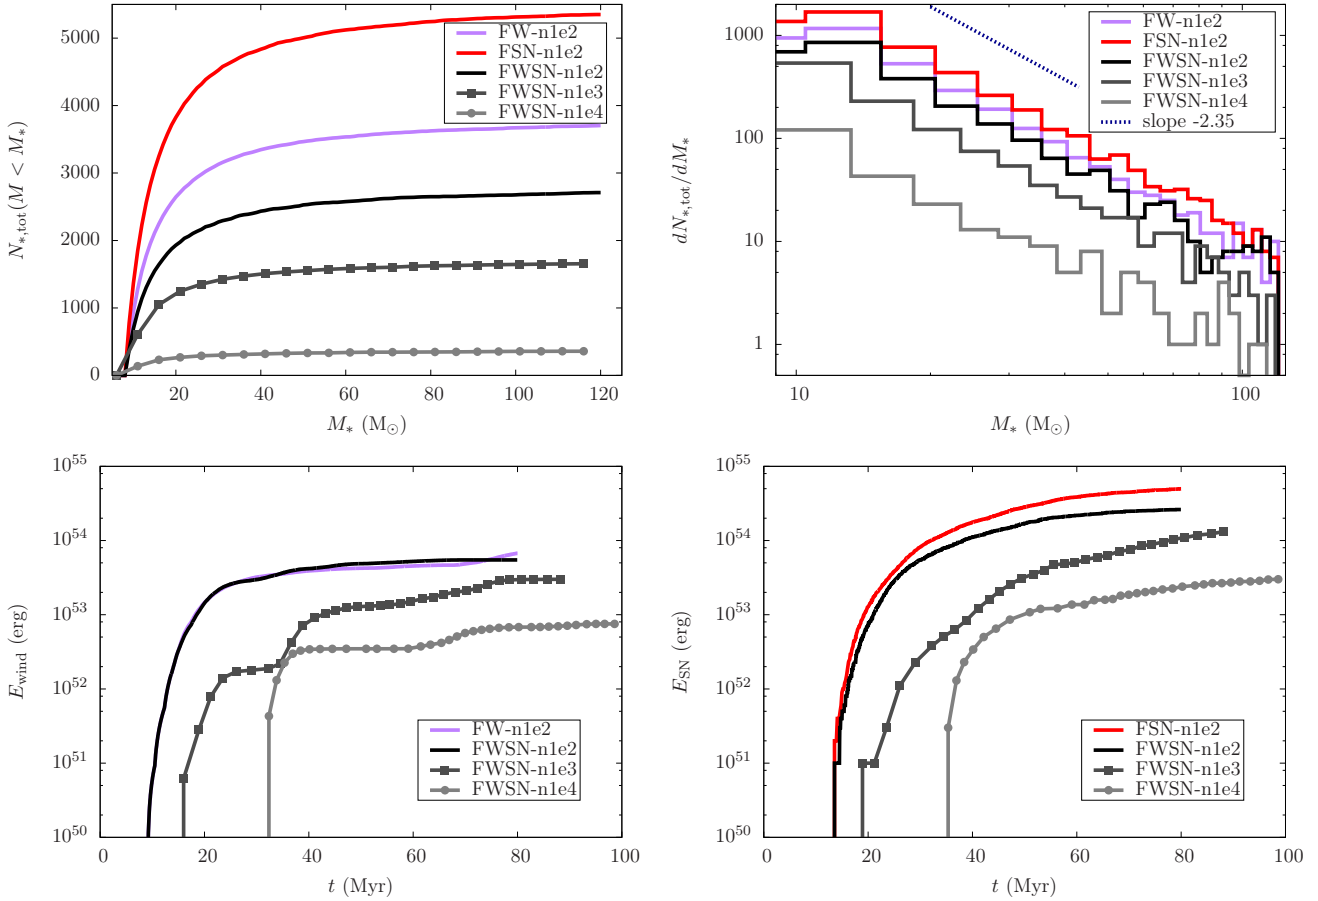 5000
4000
3000
2000
1000
0
N*,tot(M < M*)
20
40
60
80
100
120
M* (M⊙)
FW-n1e2
FSN-n1e2
FWSN-n1e2
FWSN-n1e3
FWSN-n1e4
1000
100
10
1
dN*,tot/dM*
10
100
M* (M⊙)
FW-n1e2
FSN-n1e2
FWSN-n1e2
FWSN-n1e3
FWSN-n1e4
slope -2.35
10^55
10^54
10^53
10^52
10^51
10^50
E_wind (erg)
0
20
40
60
80
100
t (Myr)
FW-n1e2
FWSN-n1e2
FWSN-n1e3
FWSN-n1e4
10^55
10^54
10^53
10^52
10^51
10^50
E_SN (erg)
0
20
40
60
80
100
t (Myr)
FSN-n1e2
FWSN-n1e2
FWSN-n1e3
FWSN-n1e4